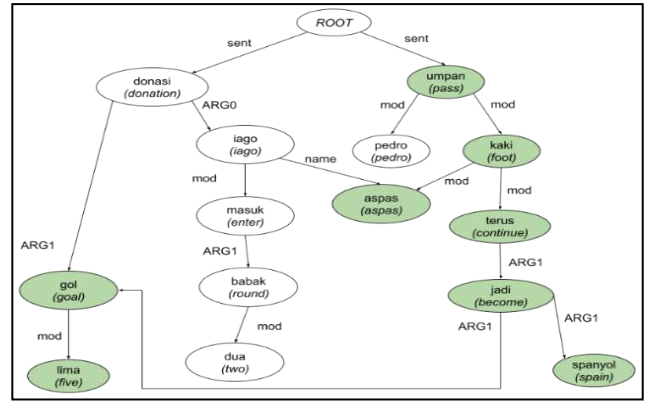 ROOT
sent
sent
donasi
(donation)
umpan
(pass)
ARG0
mod
mod
iago
(iago)
pedro
(pedro)
kaki
(foot)
name
mod
mod
mod
aspas
(aspas)
masuk
(enter)
terus
(continue)
ARG1
ARG1
ARG1
gol
(goal)
babak
(round)
jadi
(become)
ARG1
ARG1
mod
mod
dua
(two)
lima
(five)
spanyol
(spain)